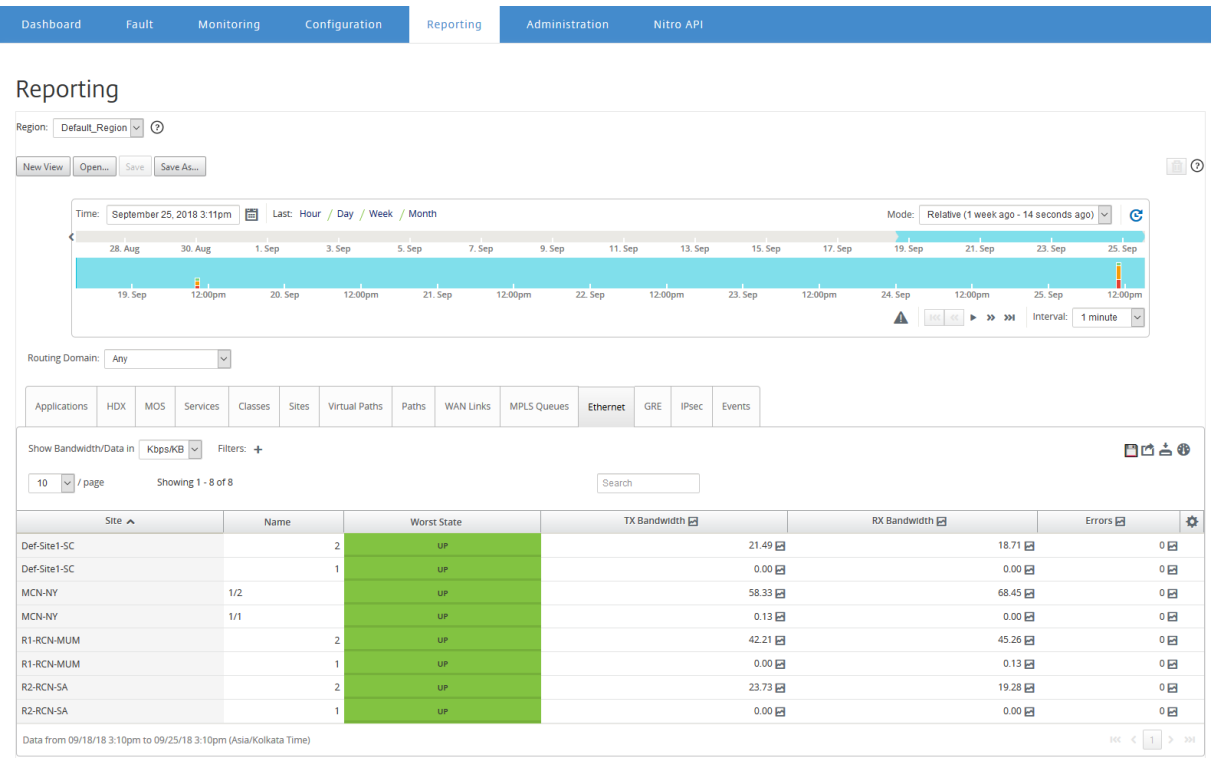 Dashboard Fault Monitoring Configuration Reporting Administration Nitro API
Reporting
Region: Default_Region ?
New View Open... Save Save As... ?
Time: September 25, 2018 3:11pm Last: Hour / Day / Week / Month Mode: Relative (1 week ago - 14 seconds ago)
28. Aug 30. Aug 1. Sep 3. Sep 5. Sep 7. Sep 9. Sep 11. Sep 13. Sep 15. Sep 17. Sep 19. Sep 21. Sep 23. Sep 25. Sep
19. Sep 12:00pm 20. Sep 12:00pm 21. Sep 12:00pm 22. Sep 12:00pm 23. Sep 12:00pm 24. Sep 12:00pm 25. Sep 12:00pm
Interval: 1 minute
Routing Domain: Any
Applications HDX MOS Services Classes Sites Virtual Paths Paths WAN Links MPLS Queues Ethernet GRE IPsec Events
Show Bandwidth/Data in Kbps/KB Filters: +
10 / page Showing 1 - 8 of 8 Search
Site Name Worst State TX Bandwidth RX Bandwidth Errors
Def-Site1-SC 2 UP 21.49 18.71 0
Def-Site1-SC 1 UP 0.00 0.00 0
MCN-NY 1/2 UP 58.33 68.45 0
MCN-NY 1/1 UP 0.13 0.00 0
R1-RCN-MUM 2 UP 42.21 45.26 0
R1-RCN-MUM 1 UP 0.00 0.13 0
R2-RCN-SA 2 UP 23.73 19.28 0
R2-RCN-SA 1 UP 0.00 0.00 0
Data from 09/18/18 3:10pm to 09/25/18 3:10pm (Asia/Kolkata Time) 1